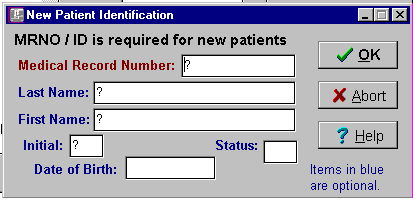 New Patient Identification
MRNO / ID is required for new patients
Medical Record Number: ?
OK
Last Name: ?
Abort
First Name: ?
Help
Initial: ?
Status:
Date of Birth:
Items in blue
are optional.